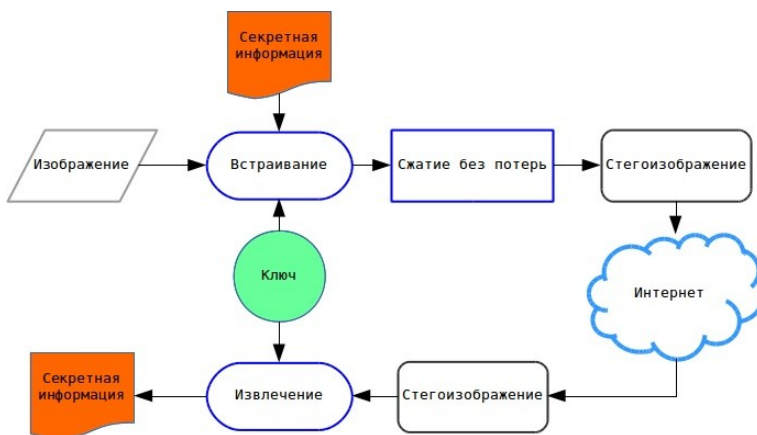 Секретная
информация
Изображение
Встраивание
Сжатие без потерь
Стегоизображение
Ключ
Интернет
Секретная
информация
Извлечение
Стегоизображение